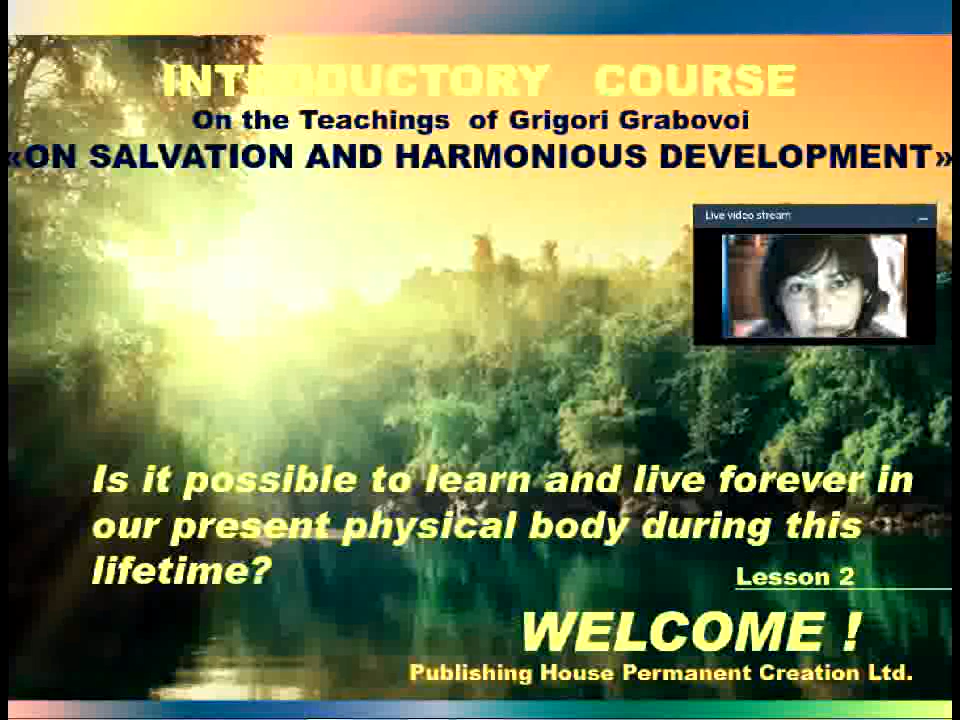 INTRODUCTORY COURSE
On the Teachings of Grigori Grabovoi
«ON SALVATION AND HARMONIOUS DEVELOPMENT»
Live video stream
Is it possible to learn and live forever in
our present physical body during this
lifetime?
Lesson 2
WELCOME !
Publishing House Permanent Creation Ltd.